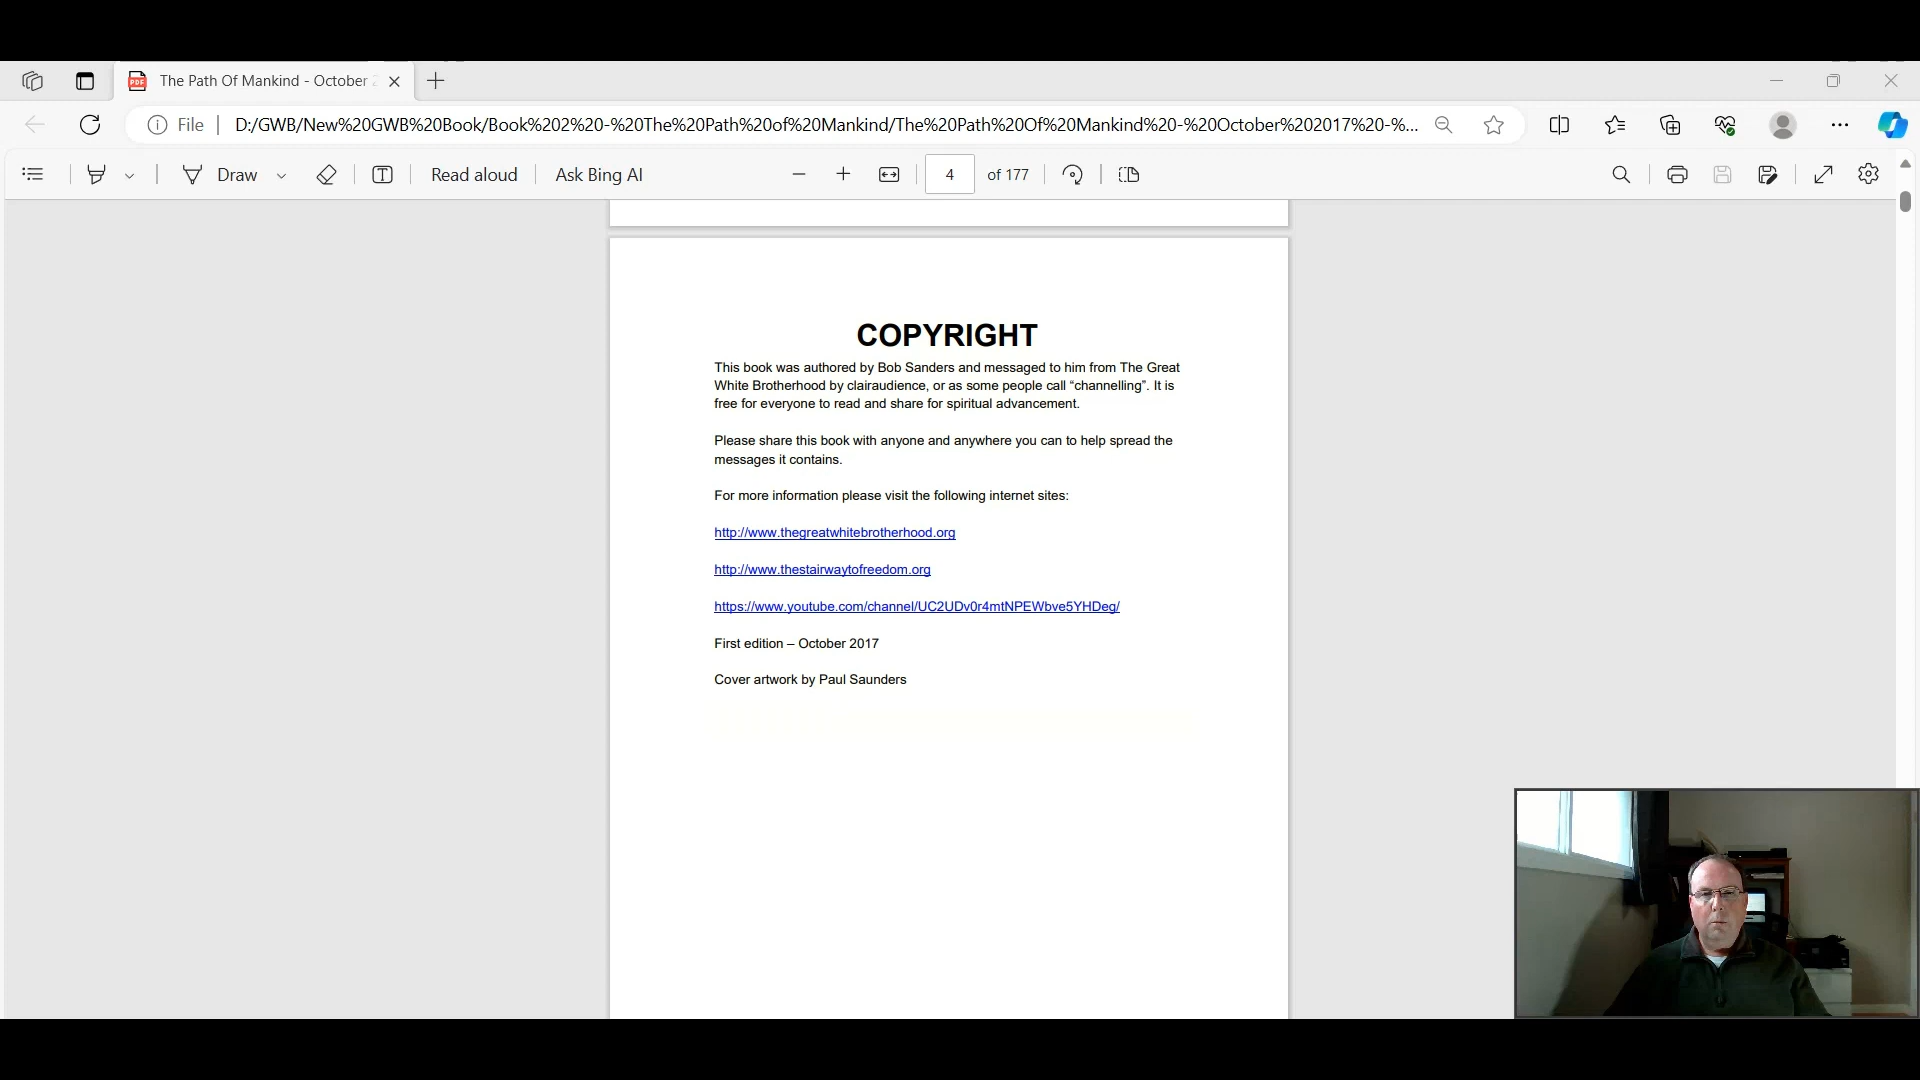 The Path Of Mankind - October 2
File
D:/GWB/New%20GWB%20Book/Book%202%20-%20The%20Path%20of%20Mankind/The%20Path%20Of%20Mankind%20-%20October%202017%20-%...
Draw
Read aloud
Ask Bing AI
4 of 177
COPYRIGHT
This book was authored by Bob Sanders and messaged to him from The Great
White Brotherhood by clairaudience, or as some people call “channelling”. It is
free for everyone to read and share for spiritual advancement.
Please share this book with anyone and anywhere you can to help spread the
messages it contains.
For more information please visit the following internet sites:
http://www.thegreatwhitebrotherhood.org
http://www.thestairwaytofreedom.org
https://www.youtube.com/channel/UC2UDv0r4mtNPEWbve5YHDeg/
First edition – October 2017
Cover artwork by Paul Saunders